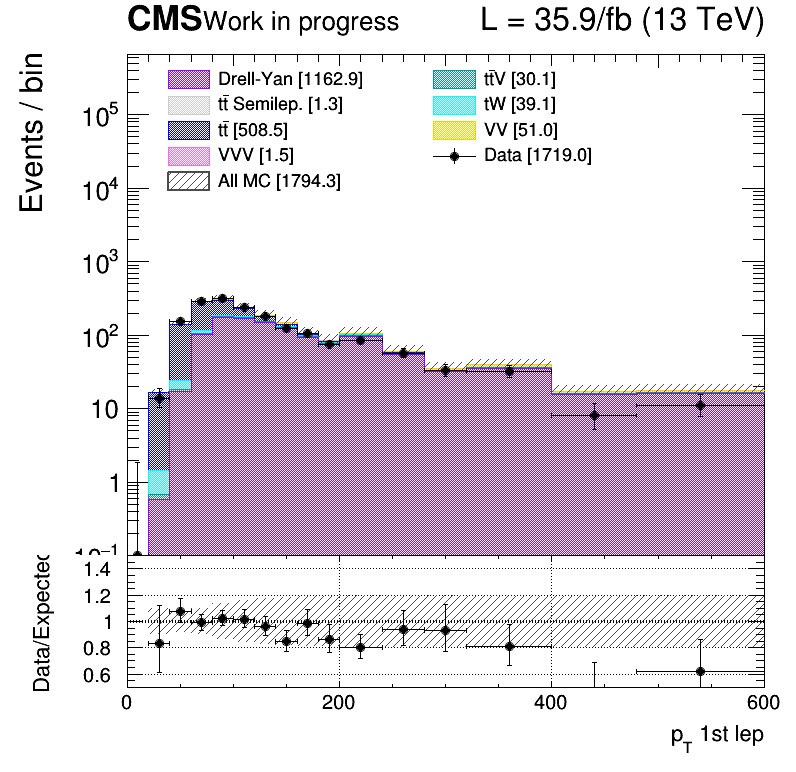 CMS Work in progress L = 35.9/fb (13 TeV)
Events / bin
Drell-Yan [1162.9]
tt̄ Semilep. [1.3]
tt̄ [508.5]
VVV [1.5]
All MC [1794.3]
tt̄V [30.1]
tW [39.1]
VV [51.0]
Data [1719.0]
10⁵
10⁴
10³
10²
10
1
10⁻¹
Data/Expected
1.4
1.2
1
0.8
0.6
0 200 400 600
p_T 1st lep